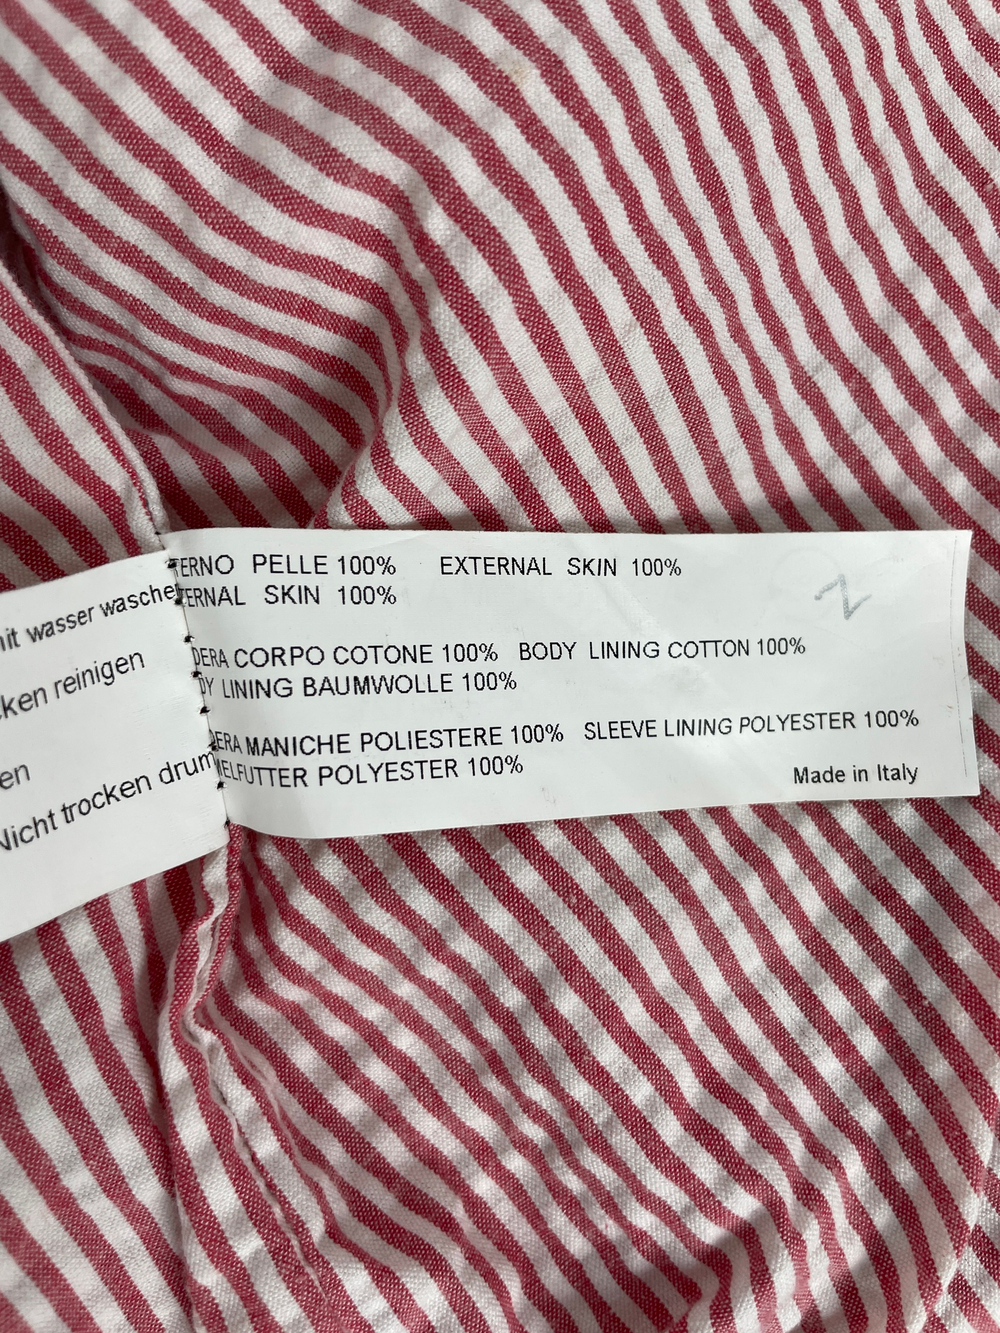 mit wasser waschen
cken reinigen
en
Nicht trocken drum
TERNO PELLE 100% EXTERNAL SKIN 100%
TERNAL SKIN 100%
DERA CORPO COTONE 100% BODY LINING COTTON 100%
DY LINING BAUMWOLLE 100%
DERA MANICHE POLIESTERE 100% SLEEVE LINING POLYESTER 100%
MELFUTTER POLYESTER 100%
Made in Italy